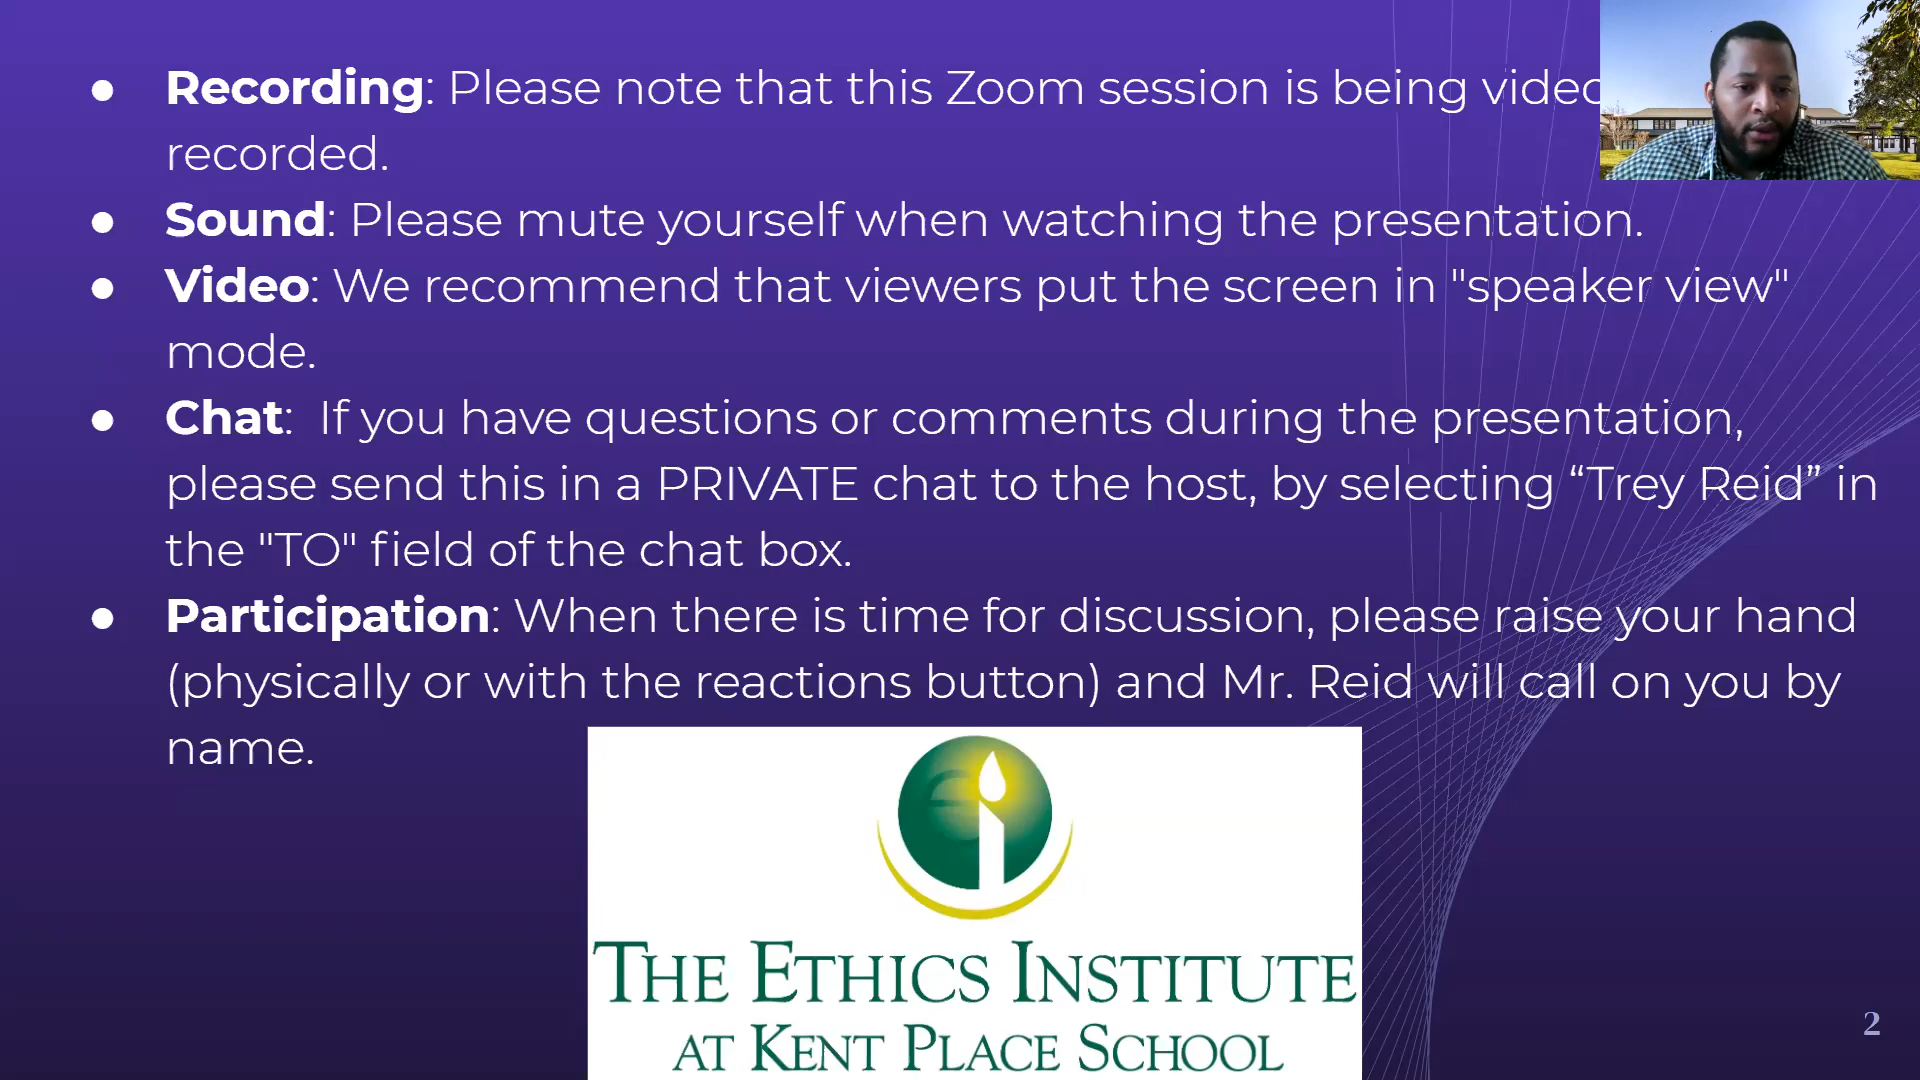 ● Recording: Please note that this Zoom session is being video
recorded.
● Sound: Please mute yourself when watching the presentation.
● Video: We recommend that viewers put the screen in "speaker view"
mode.
● Chat:  If you have questions or comments during the presentation,
please send this in a PRIVATE chat to the host, by selecting “Trey Reid” in
the "TO" field of the chat box.
● Participation: When there is time for discussion, please raise your hand
(physically or with the reactions button) and Mr. Reid will call on you by
name.
THE ETHICS INSTITUTE
AT KENT PLACE SCHOOL
2